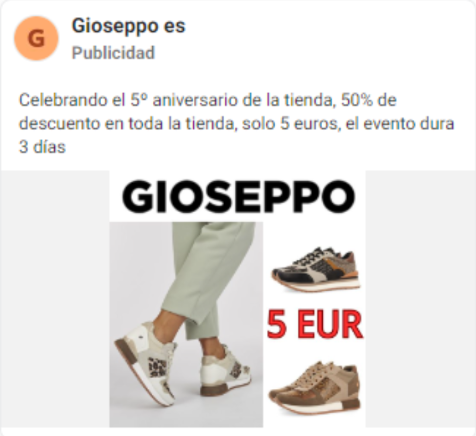 G
Gioseppo es
Publicidad
Celebrando el 5º aniversario de la tienda, 50% de
descuento en toda la tienda, solo 5 euros, el evento dura
3 días
GIOSEPPO
5 EUR